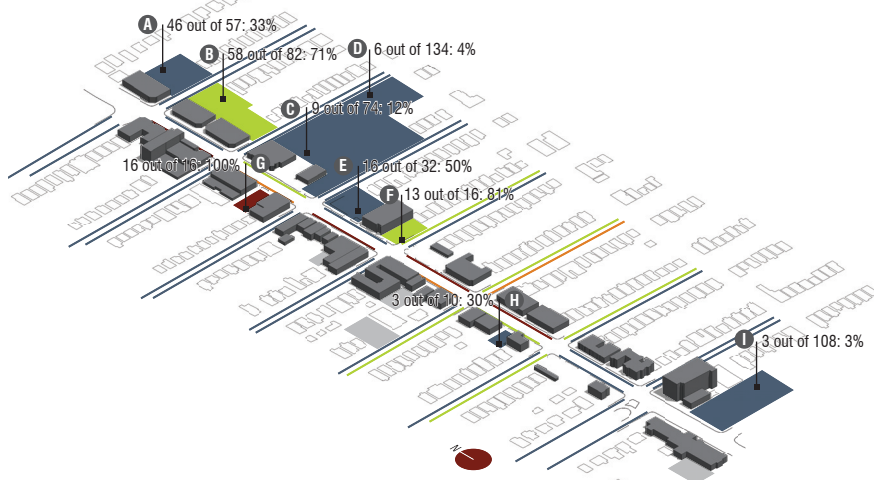 A 46 out of 57: 33%
B 58 out of 82: 71%
D 6 out of 134: 4%
C 9 out of 74: 12%
16 out of 16: 100% G
E 16 out of 32: 50%
F 13 out of 16: 81%
3 out of 10: 30% H
I 3 out of 108: 3%
N